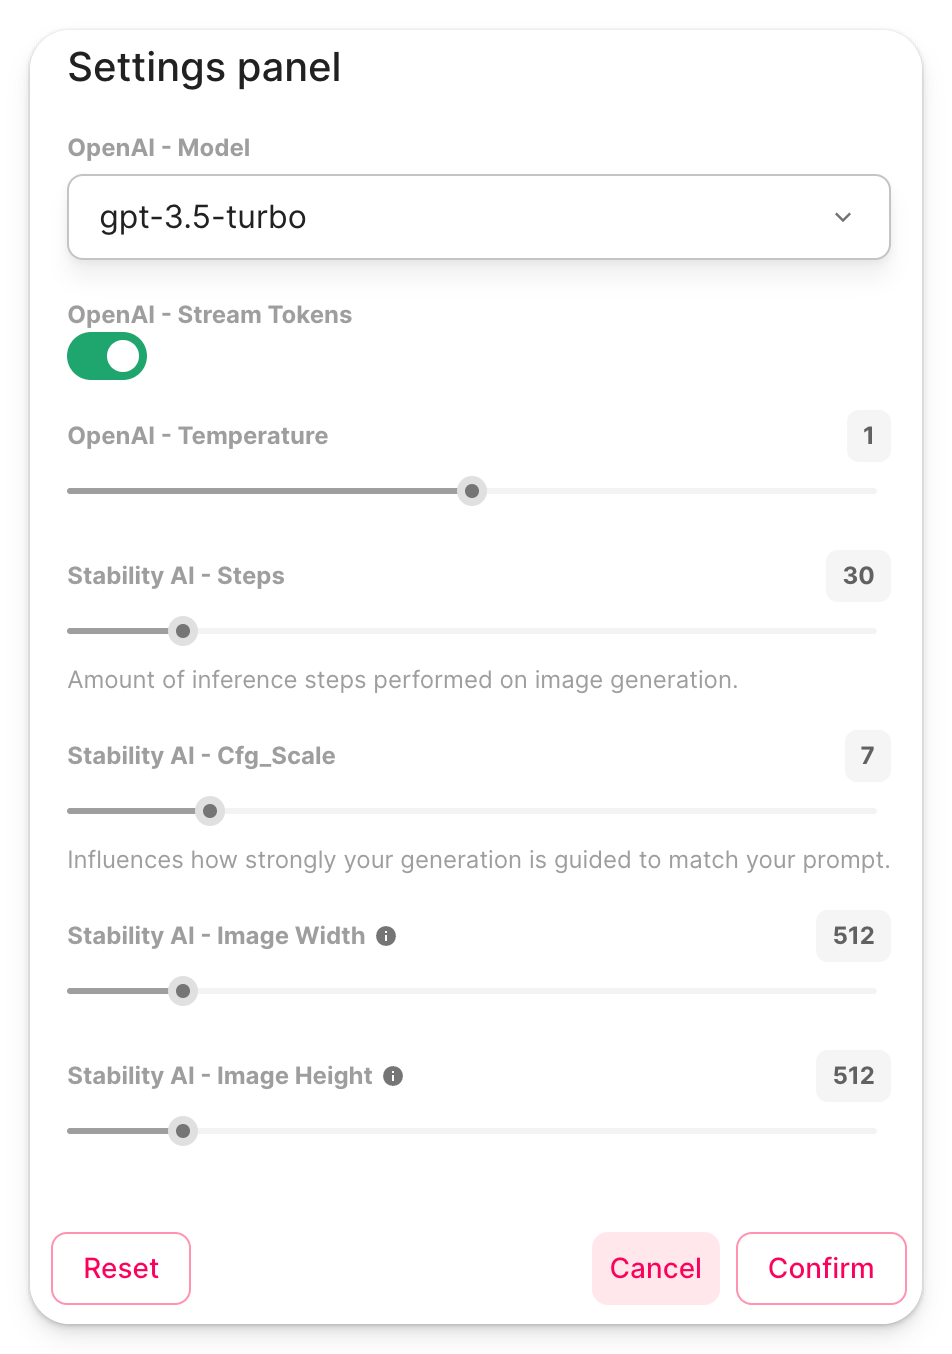 Settings panel
OpenAI - Model
gpt-3.5-turbo
OpenAI - Stream Tokens
OpenAI - Temperature 1
Stability AI - Steps 30
Amount of inference steps performed on image generation.
Stability AI - Cfg_Scale 7
Influences how strongly your generation is guided to match your prompt.
Stability AI - Image Width 512
Stability AI - Image Height 512
Reset Cancel Confirm